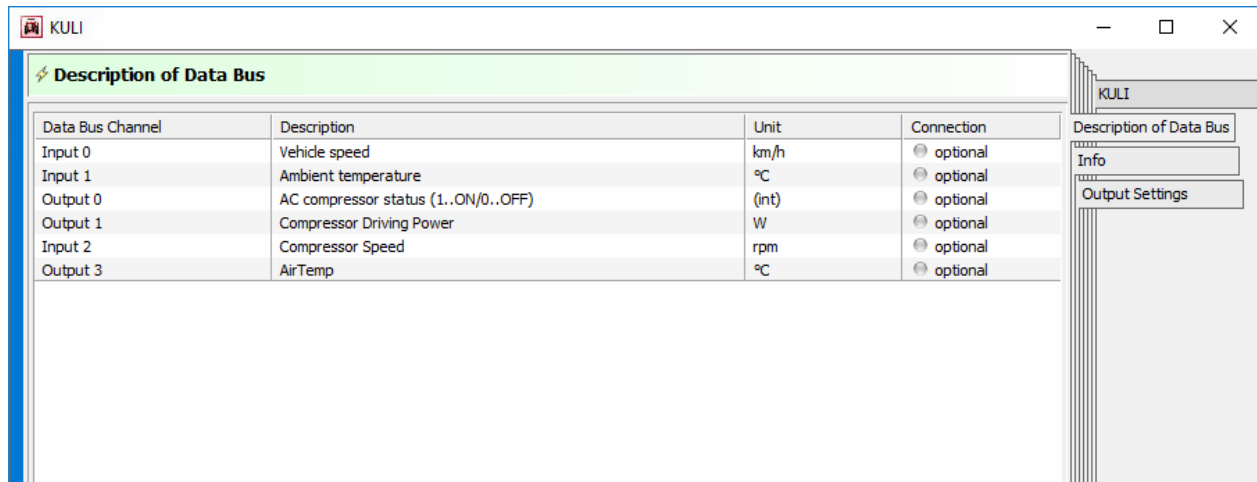 KULI
Description of Data Bus
KULI
Data Bus Channel Description Unit Connection
Description of Data Bus
Input 0 Vehicle speed km/h optional
Info
Input 1 Ambient temperature °C optional
Output 0 AC compressor status (1..ON/0..OFF) (int) optional
Output Settings
Output 1 Compressor Driving Power W optional
Input 2 Compressor Speed rpm optional
Output 3 AirTemp °C optional